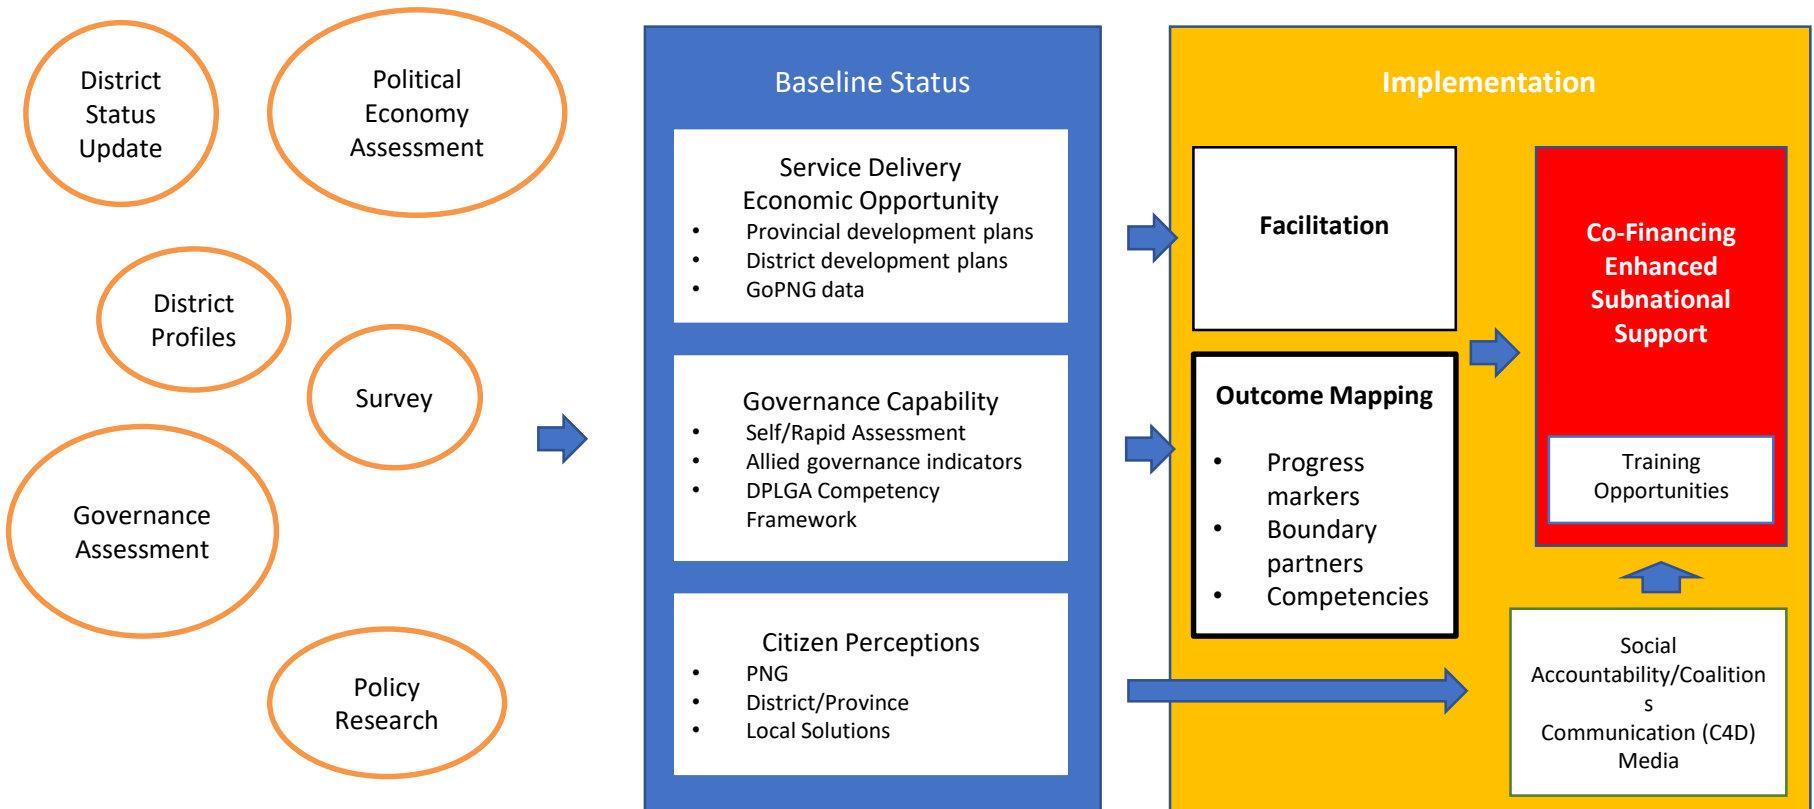 District
Status
Update
Political
Economy
Assessment
District
Profiles
Survey
Governance
Assessment
Policy
Research
Baseline Status
Service Delivery
Economic Opportunity
• Provincial development plans
• District development plans
• GoPNG data
Governance Capability
• Self/Rapid Assessment
• Allied governance indicators
• DPLGA Competency
Framework
Citizen Perceptions
• PNG
• District/Province
• Local Solutions
Implementation
Facilitation
Outcome Mapping
• Progress
markers
• Boundary
partners
• Competencies
Co-Financing
Enhanced
Subnational
Support
Training
Opportunities
Social
Accountability/Coalition
s
Communication (C4D)
Media